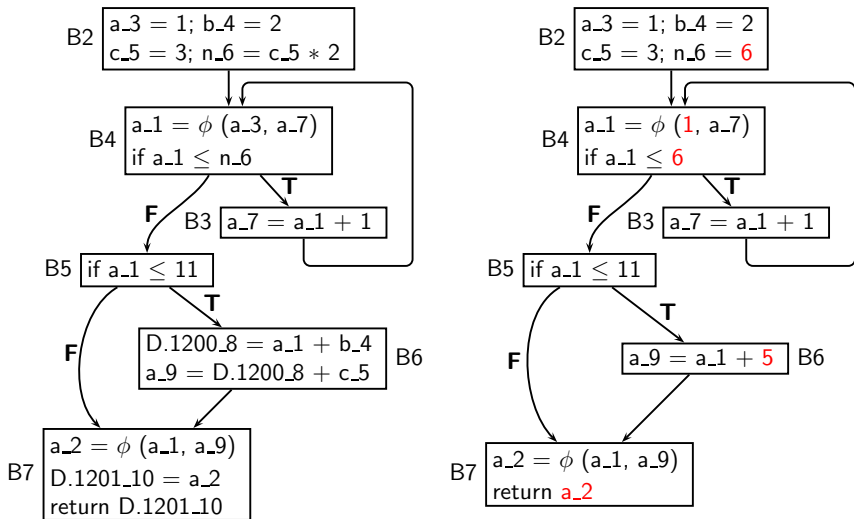 B2
a_3 = 1; b_4 = 2
c_5 = 3; n_6 = c_5 * 2
B4
a_1 = ϕ (a_3, a_7)
if a_1 ≤ n_6
F
T
B3
a_7 = a_1 + 1
B5
if a_1 ≤ 11
T
F
D.1200_8 = a_1 + b_4
a_9 = D.1200_8 + c_5
B6
B7
a_2 = ϕ (a_1, a_9)
D.1201_10 = a_2
return D.1201_10
B2
a_3 = 1; b_4 = 2
c_5 = 3; n_6 = 6
B4
a_1 = ϕ (1, a_7)
if a_1 ≤ 6
F
T
B3
a_7 = a_1 + 1
B5
if a_1 ≤ 11
T
F
a_9 = a_1 + 5
B6
B7
a_2 = ϕ (a_1, a_9)
return a_2